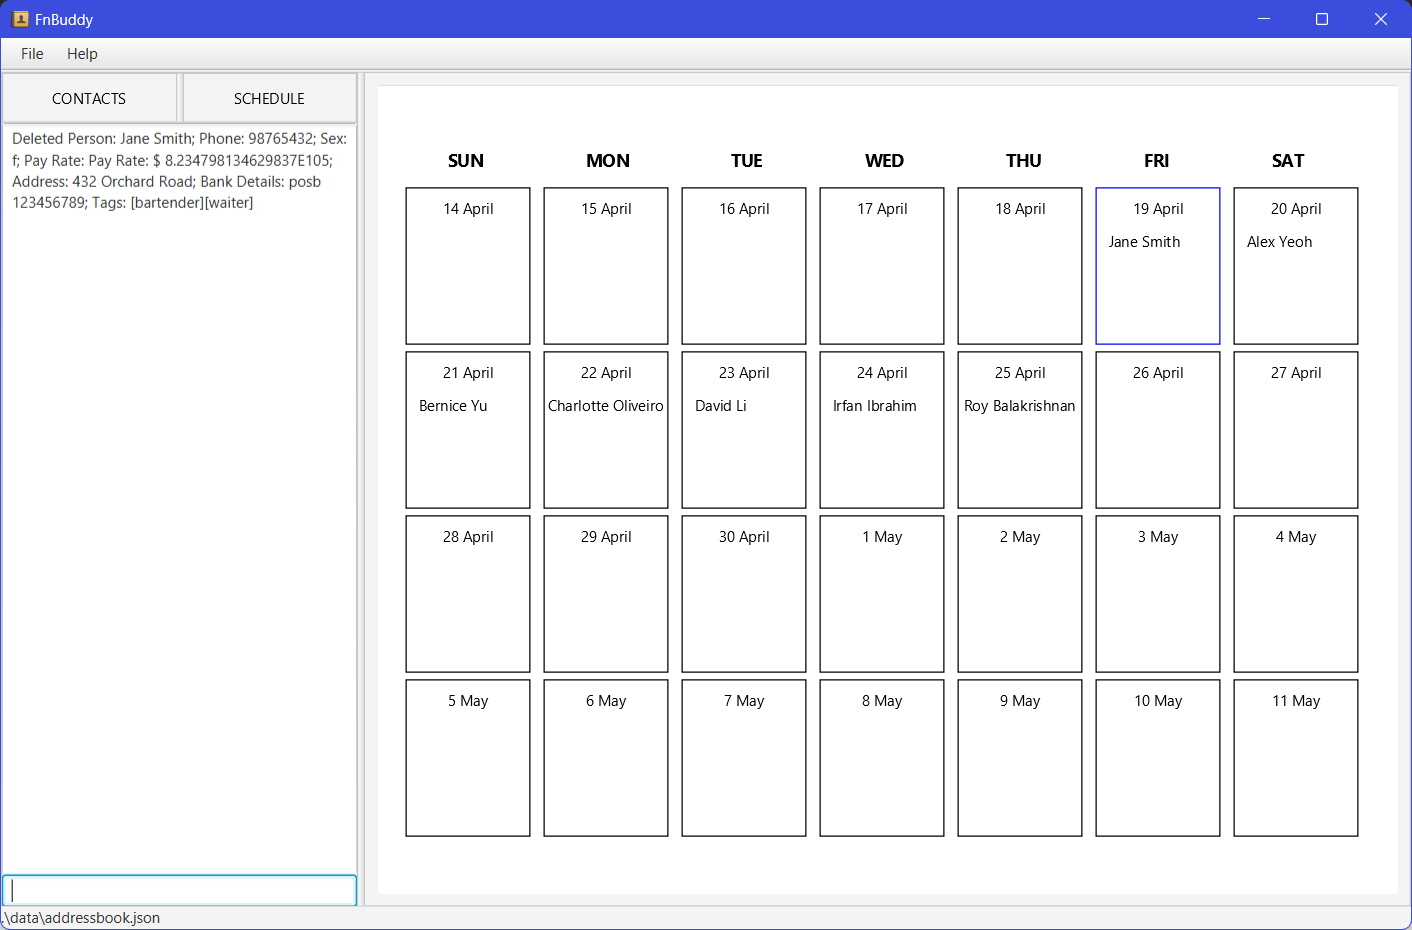 FnBuddy
File Help
CONTACTS SCHEDULE
Deleted Person: Jane Smith; Phone: 98765432; Sex:
f; Pay Rate: Pay Rate: $ 8.234798134629837E105;
Address: 432 Orchard Road; Bank Details: posb
123456789; Tags: [bartender][waiter]
SUN MON TUE WED THU FRI SAT
14 April 15 April 16 April 17 April 18 April 19 April 20 April
Jane Smith Alex Yeoh
21 April 22 April 23 April 24 April 25 April 26 April 27 April
Bernice Yu Charlotte Oliveiro David Li Irfan Ibrahim Roy Balakrishnan
28 April 29 April 30 April 1 May 2 May 3 May 4 May
5 May 6 May 7 May 8 May 9 May 10 May 11 May
.\data\addressbook.json